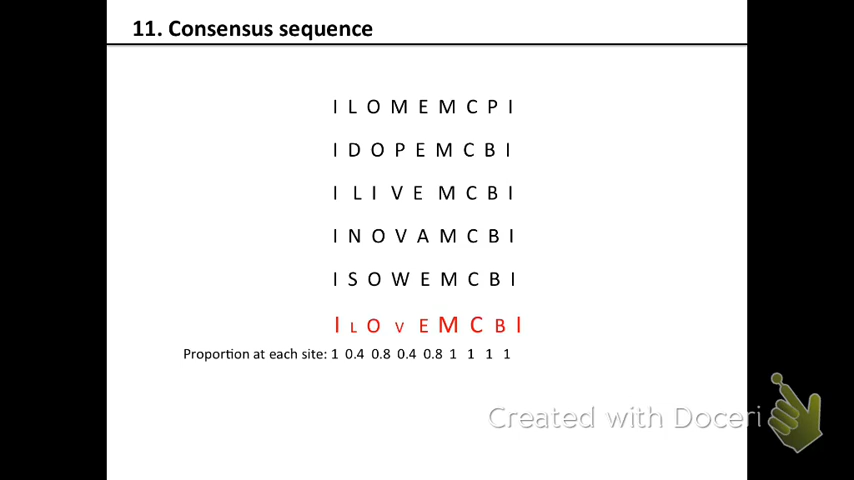 11. Consensus sequence
I L O M E M C P I
I D O P E M C B I
I L I V E M C B I
I N O V A M C B I
I S O W E M C B I
I L O V E M C B I
Proportion at each site: 1 0.4 0.8 0.4 0.8 1 1 1 1
Created with Doceri